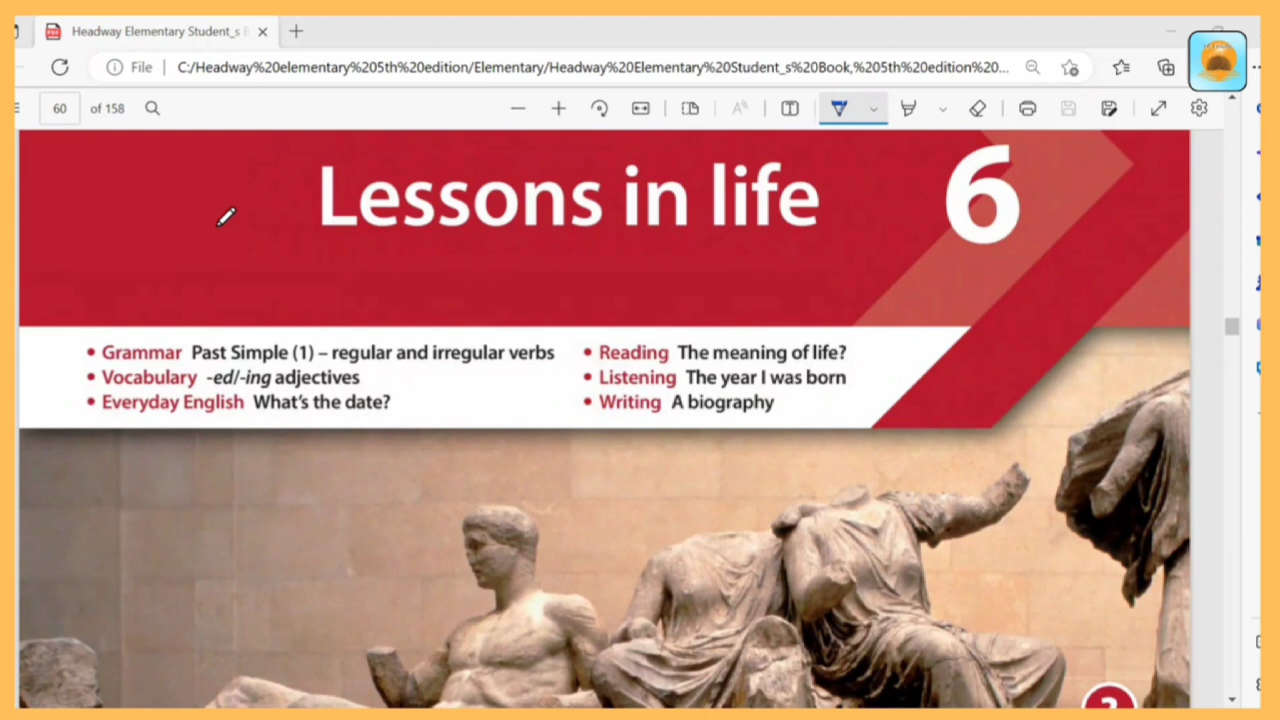 Headway Elementary Student_s
File
C:/Headway%20elementary%205th%20edition/Elementary/Headway%20Elementary%20Student_s%20Book,%205th%20edition%20...
60 of 158
Lessons in life 6
• Grammar Past Simple (1) – regular and irregular verbs
• Vocabulary -ed/-ing adjectives
• Everyday English What's the date?
• Reading The meaning of life?
• Listening The year I was born
• Writing A biography